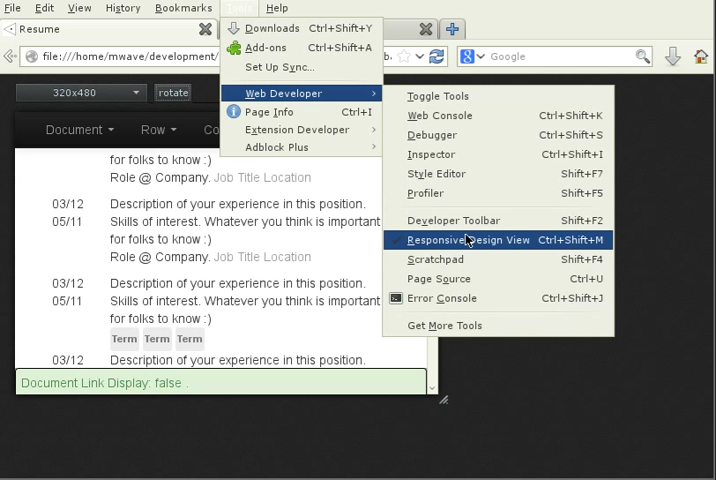 File Edit View History Bookmarks Tools Help
Resume
file:///home/mwave/development/
b.
Google
Downloads Ctrl+Shift+Y
Add-ons Ctrl+Shift+A
Set Up Sync...
Web Developer
Page Info Ctrl+I
Extension Developer
Adblock Plus
Toggle Tools
Web Console Ctrl+Shift+K
Debugger Ctrl+Shift+S
Inspector Ctrl+Shift+I
Style Editor Shift+F7
Profiler Shift+F5
Developer Toolbar Shift+F2
Responsive Design View Ctrl+Shift+M
Scratchpad Shift+F4
Page Source Ctrl+U
Error Console Ctrl+Shift+J
Get More Tools
320x480 rotate
Document Row Co
for folks to know :)
Role @ Company. Job Title Location
03/12 Description of your experience in this position.
05/11 Skills of interest. Whatever you think is important
for folks to know :)
Role @ Company. Job Title Location
03/12 Description of your experience in this position.
05/11 Skills of interest. Whatever you think is important
for folks to know :)
Term Term Term
03/12 Description of your experience in this position.
Document Link Display: false .